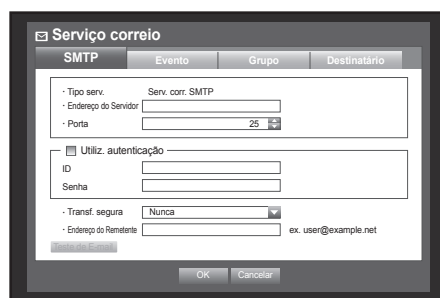 Serviço correio
SMTP Evento Grupo Destinatário
· Tipo serv. Serv. corr. SMTP
· Endereço do Servidor
· Porta 25
Utiliz. autenticação
ID
Senha
· Transf. segura Nunca
· Endereço do Remetente ex. user@example.net
Teste de E-mail
OK Cancelar